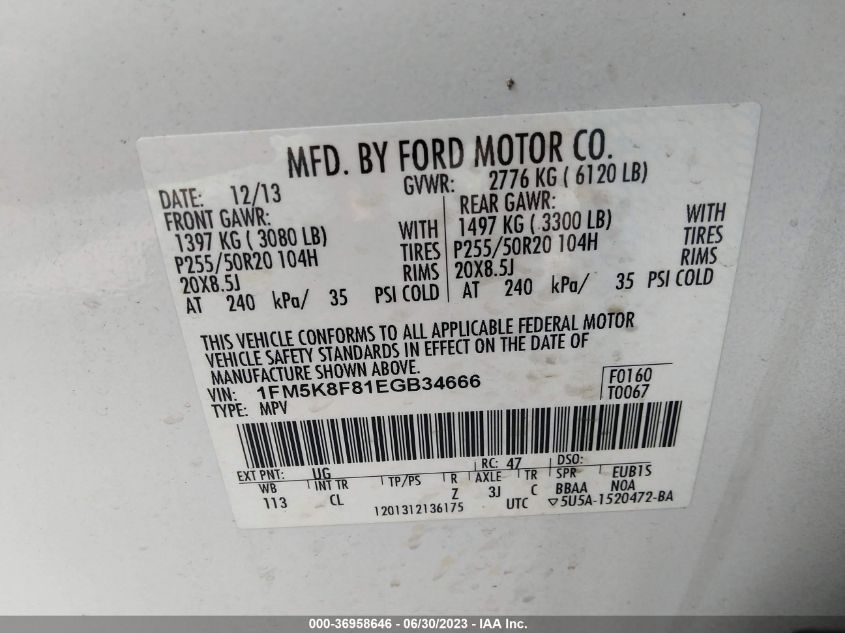 MFD. BY FORD MOTOR CO.
DATE: 12/13 GVWR: 2776 KG ( 6120 LB)
FRONT GAWR: REAR GAWR:
1397 KG ( 3080 LB) WITH 1497 KG ( 3300 LB) WITH
P255/50R20 104H TIRES P255/50R20 104H TIRES
20X8.5J RIMS 20X8.5J RIMS
AT 240 kPa/ 35 PSI COLD AT 240 kPa/ 35 PSI COLD
THIS VEHICLE CONFORMS TO ALL APPLICABLE FEDERAL MOTOR
VEHICLE SAFETY STANDARDS IN EFFECT ON THE DATE OF
MANUFACTURE SHOWN ABOVE.
VIN: 1FM5K8F81EGB34666 F0160
TYPE: MPV T0067
EXT PNT: UG RC: 47 DSO:
WB INT TR TP/PS R AXLE TR SPR EUB1S
113 CL Z 3J C BBAA NOA
1201312136175 UTC ▽5U5A-1520472-BA
000-36958646 - 06/30/2023 - IAA Inc.